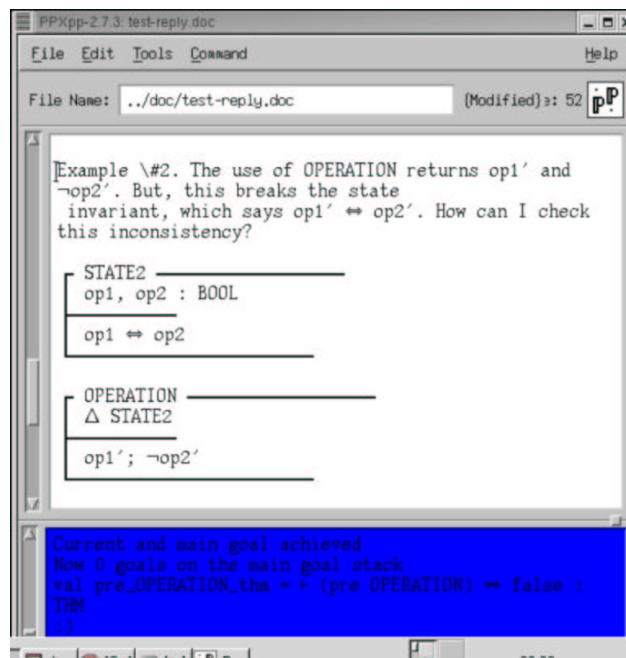 PPXpp-2.7.3: test-reply.doc
File Edit Tools Command Help
File Name: ../doc/test-reply.doc (Modified) : 52 PP
Example \#2. The use of OPERATION returns op1′ and
¬op2′. But, this breaks the state
invariant, which says op1′ ⇔ op2′. How can I check
this inconsistency?
STATE2
op1, op2 : BOOL
op1 ⇔ op2
OPERATION
Δ STATE2
op1′; ¬op2′
Current and main goal achieved
Now 0 goals on the main goal stack
val pre_OPERATION_thm = ⊢ (pre OPERATION) ⇔ false :
THM
:)